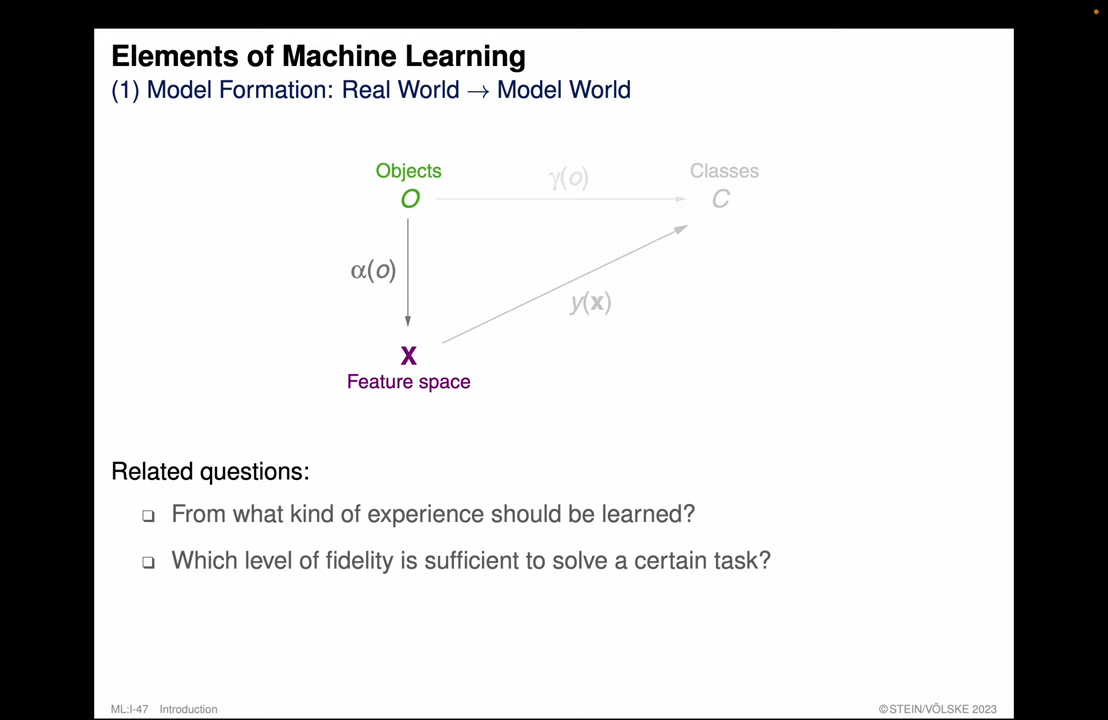 Elements of Machine Learning
(1) Model Formation: Real World → Model World
Objects
Classes
O
γ(o)
C
α(o)
y(x)
X
Feature space
Related questions:
❑ From what kind of experience should be learned?
❑ Which level of fidelity is sufficient to solve a certain task?
ML:I-47 Introduction
©STEIN/VÖLSKE 2023